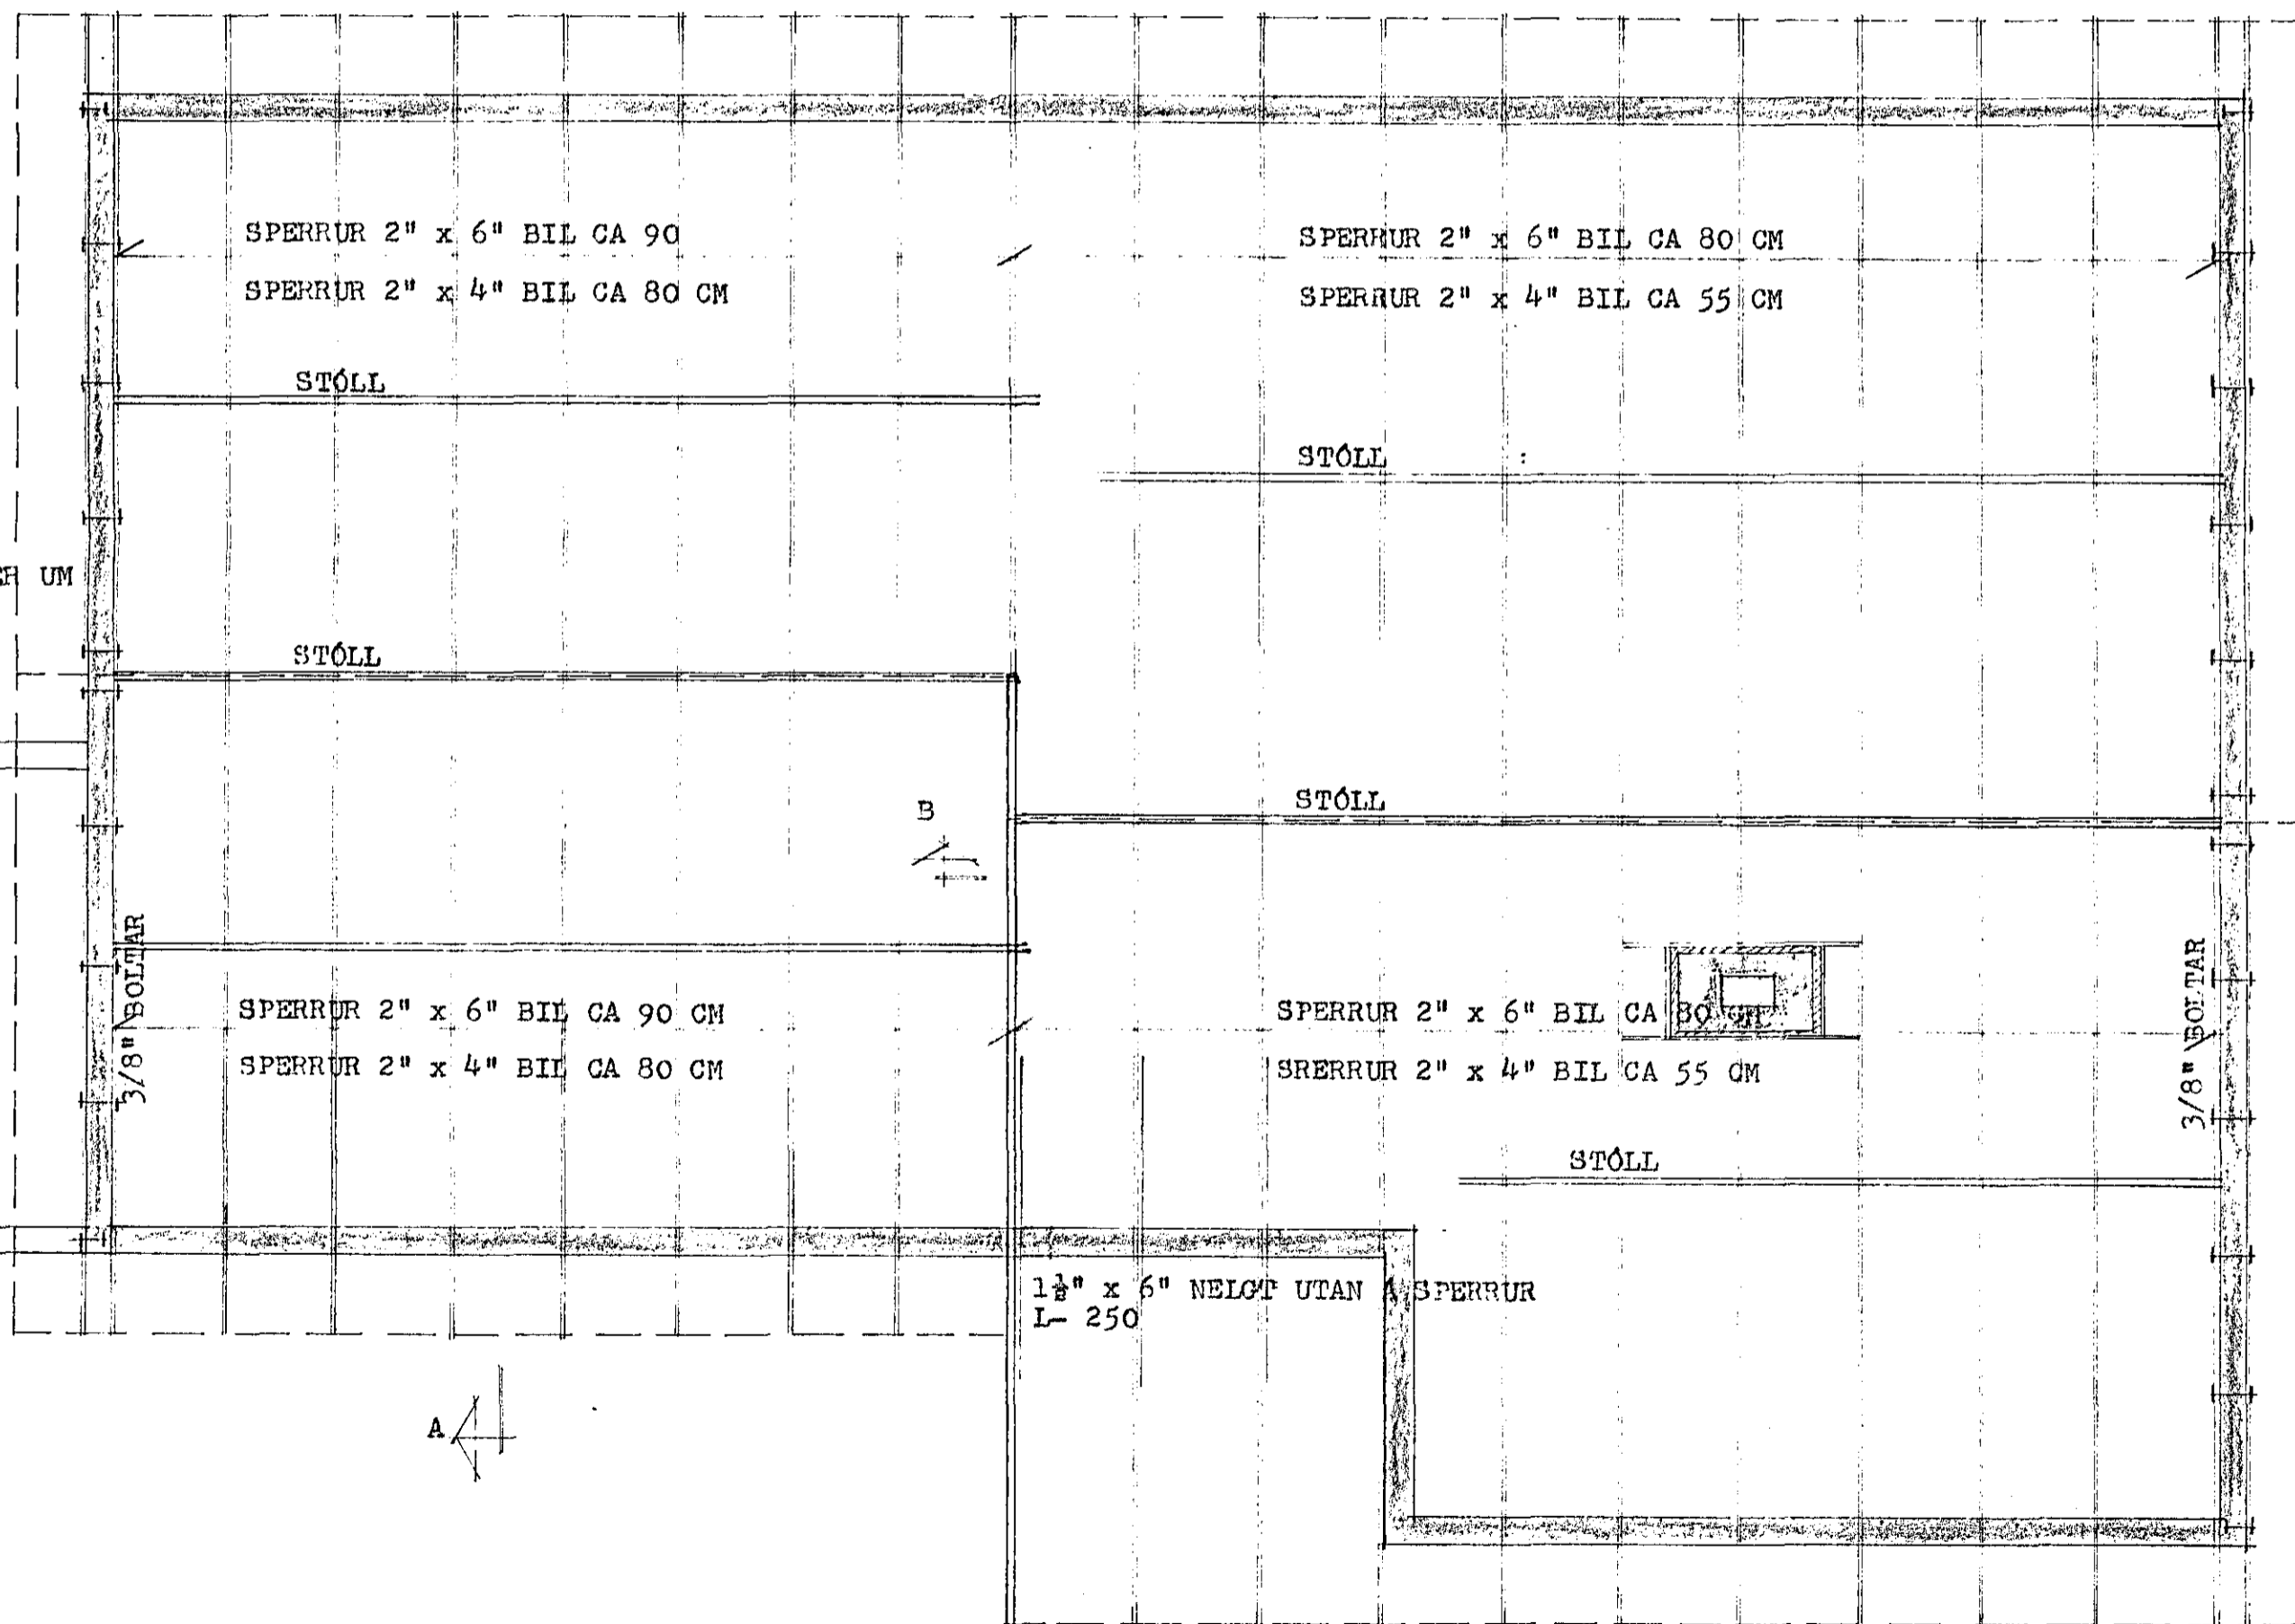 SPERRUR 2" x 6" BIL CA 90
SPERRUR 2" x 4" BIL CA 80 CM
SPERRUR 2" x 6" BIL CA 80 CM
SPERRUR 2" x 4" BIL CA 55 CM
STÓLL
STÓLL
UM
STÓLL
STÓLL
B
3/8" BOLTAR
SPERRUR 2" x 6" BIL CA 90 CM
SPERRUR 2" x 4" BIL CA 80 CM
SPERRUR 2" x 6" BIL CA 80 CM
SRERRUR 2" x 4" BIL CA 55 CM
3/8" BOLTAR
STÓLL
1½" x 6" NELGT UTAN Á SPERRUR
L- 250
A